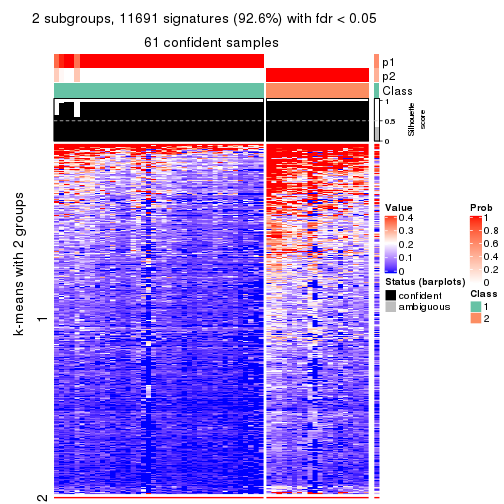 2 subgroups, 11691 signatures (92.6%) with fdr < 0.05
61 confident samples
p1
p2
Class
1
0.5
0
Silhouette
score
k-means with 2 groups
1
2
Value
0.4
0.3
0.2
0.1
0
Prob
1
0.8
0.6
0.4
0.2
0
Status (barplots)
confident
ambiguous
Class
1
2